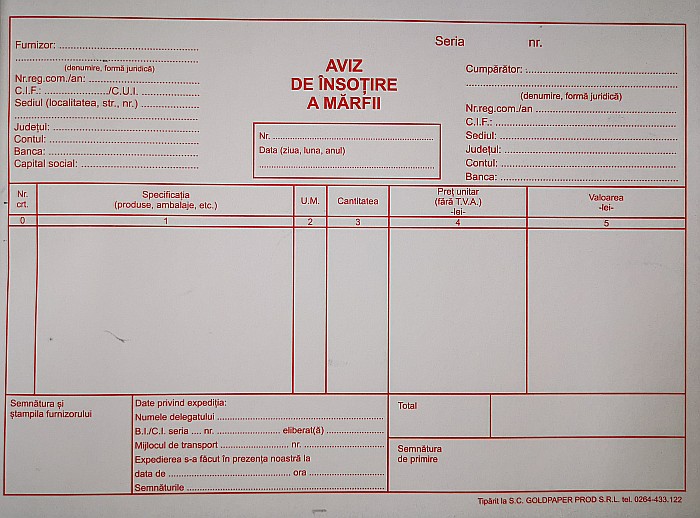 Seria nr.
Furnizor: ..........
(denumire, formă juridică)
Nr.reg.com./an: ..........
C.I.F.: ........../C.U.I. ..........
Sediul (localitatea, str., nr.) ..........
Județul: ..........
Contul: ..........
Banca: ..........
Capital social: ..........
AVIZ
DE ÎNSOȚIRE
A MĂRFII
Nr. ..........
Data (ziua, luna, anul)
..........
Cumpărător: ..........
(denumire, formă juridică)
Nr.reg.com./an ..........
C.I.F.: ..........
Sediul: ..........
Județul: ..........
Contul: ..........
Banca: ..........
Nr.
crt.
Specificația
(produse, ambalaje, etc.)
U.M.
Cantitatea
Preț unitar
(fără T.V.A.)
-lei-
Valoarea
-lei-
0 1 2 3 4 5
Semnătura și
ștampila furnizorului
Date privind expediția:
Numele delegatului ..........
B.I./C.I. seria .... nr. .......... eliberat(ă) ..........
Mijlocul de transport .......... nr. ..........
Expedierea s-a făcut în prezența noastră la
data de .......... ora ..........
Semnăturile ..........
Total
Semnătura
de primire
Tipărit la S.C. GOLDPAPER PROD S.R.L. tel. 0264-433.122